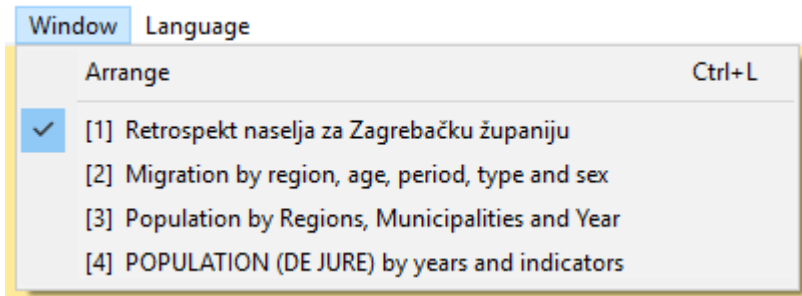 Window Language
Arrange Ctrl+L
[1] Retrospekt naselja za Zagrebačku županiju
[2] Migration by region, age, period, type and sex
[3] Population by Regions, Municipalities and Year
[4] POPULATION (DE JURE) by years and indicators